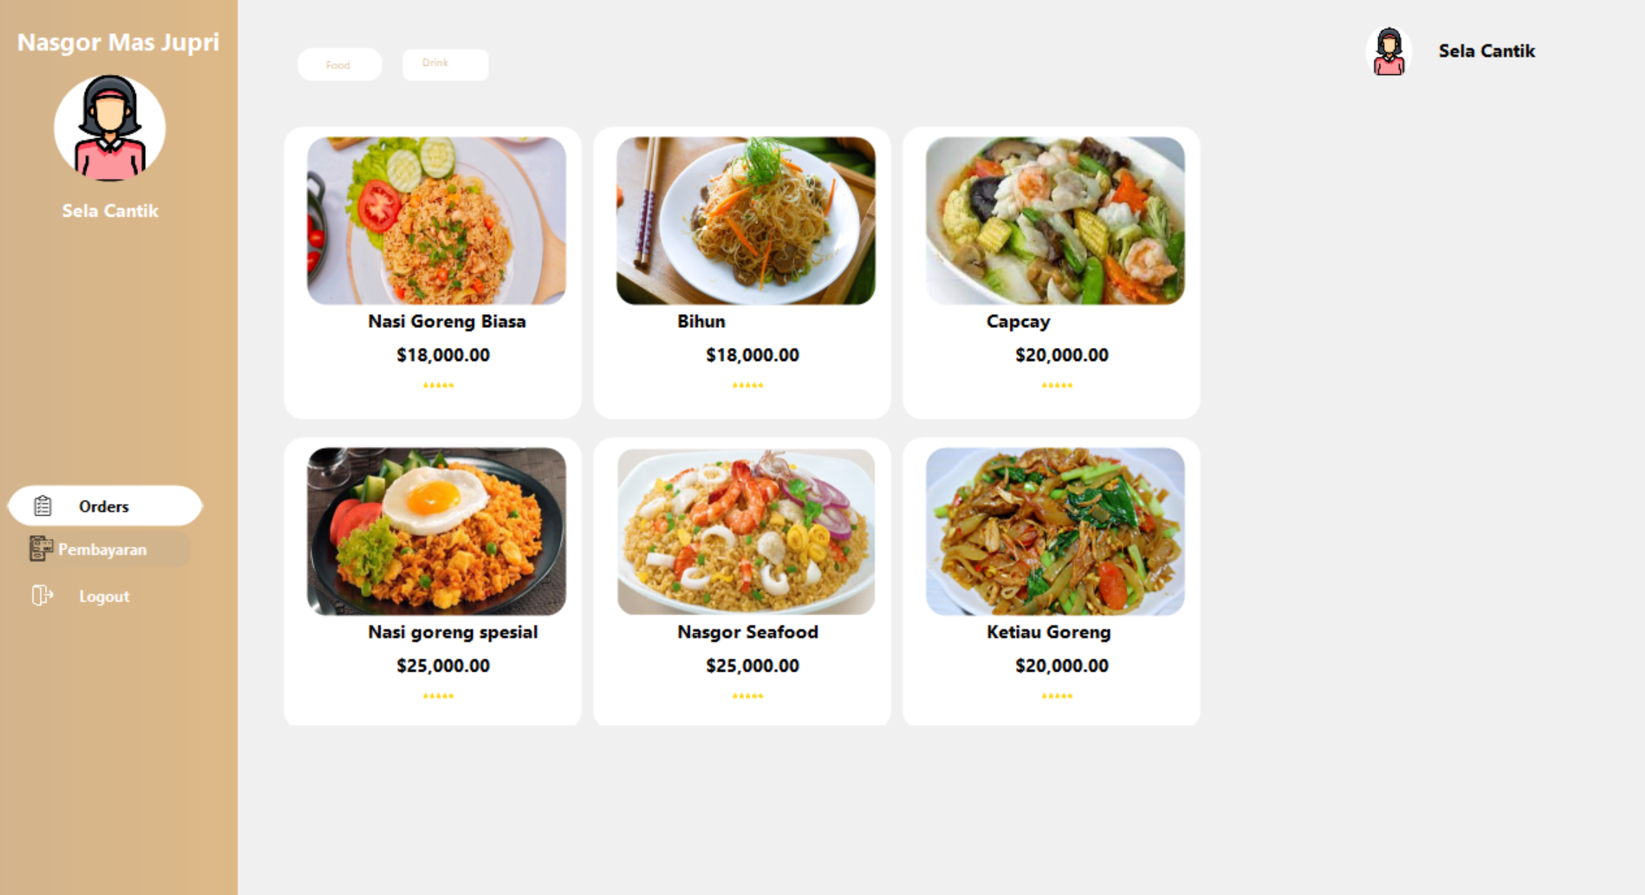 Nasgor Mas Jupri
Sela Cantik
Orders
Pembayaran
Logout
Food
Drink
Sela Cantik
Nasi Goreng Biasa
$18,000.00
Bihun
$18,000.00
Capcay
$20,000.00
Nasi goreng spesial
$25,000.00
Nasgor Seafood
$25,000.00
Ketiau Goreng
$20,000.00